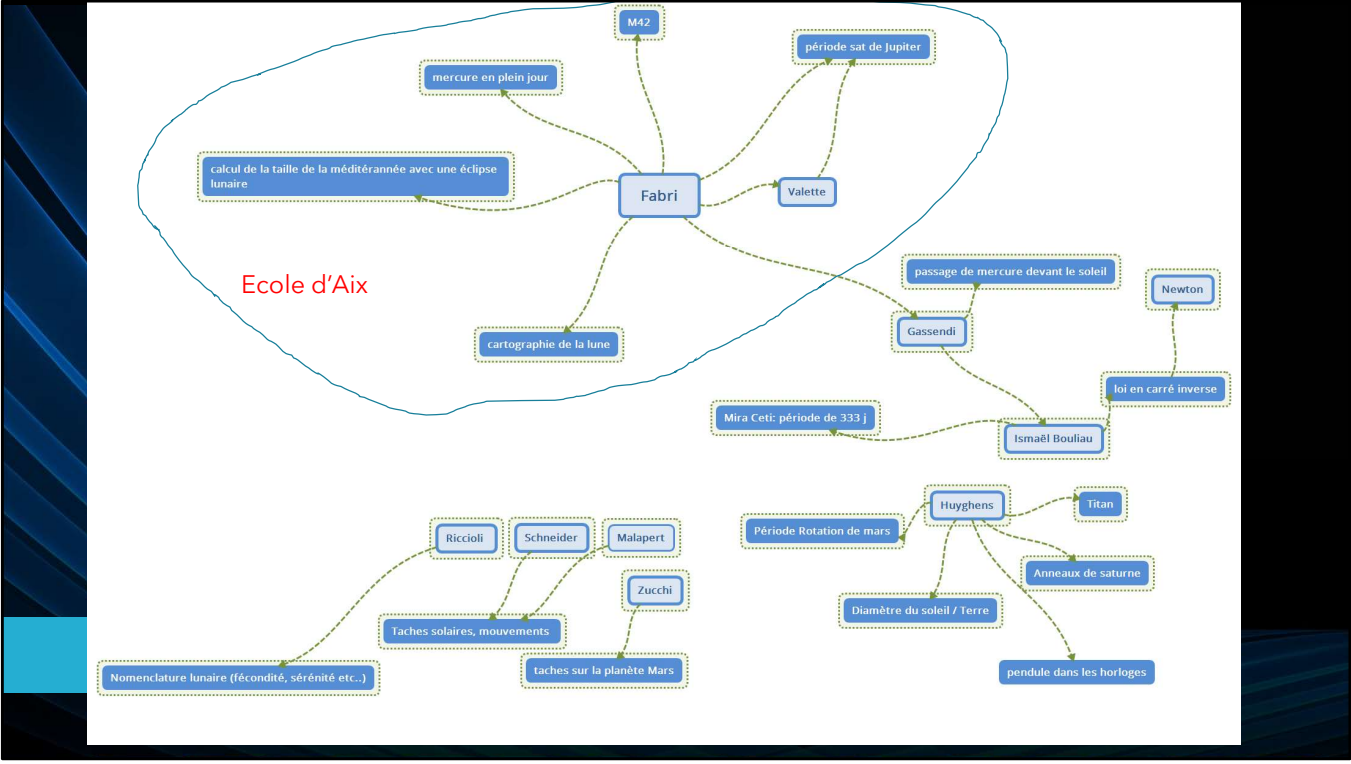 M42
période sat de Jupiter
mercure en plein jour
calcul de la taille de la méditérannée avec une éclipse
lunaire
Fabri
Valette
Ecole d'Aix
passage de mercure devant le soleil
Newton
Gassendi
cartographie de la lune
loi en carré inverse
Mira Ceti: période de 333 j
Ismaël Bouliau
Huyghens
Titan
Période Rotation de mars
Riccioli
Schneider
Malapert
Anneaux de saturne
Zucchi
Diamètre du soleil / Terre
Taches solaires, mouvements
taches sur la planète Mars
pendule dans les horloges
Nomenclature lunaire (fécondité, sérénité etc..)